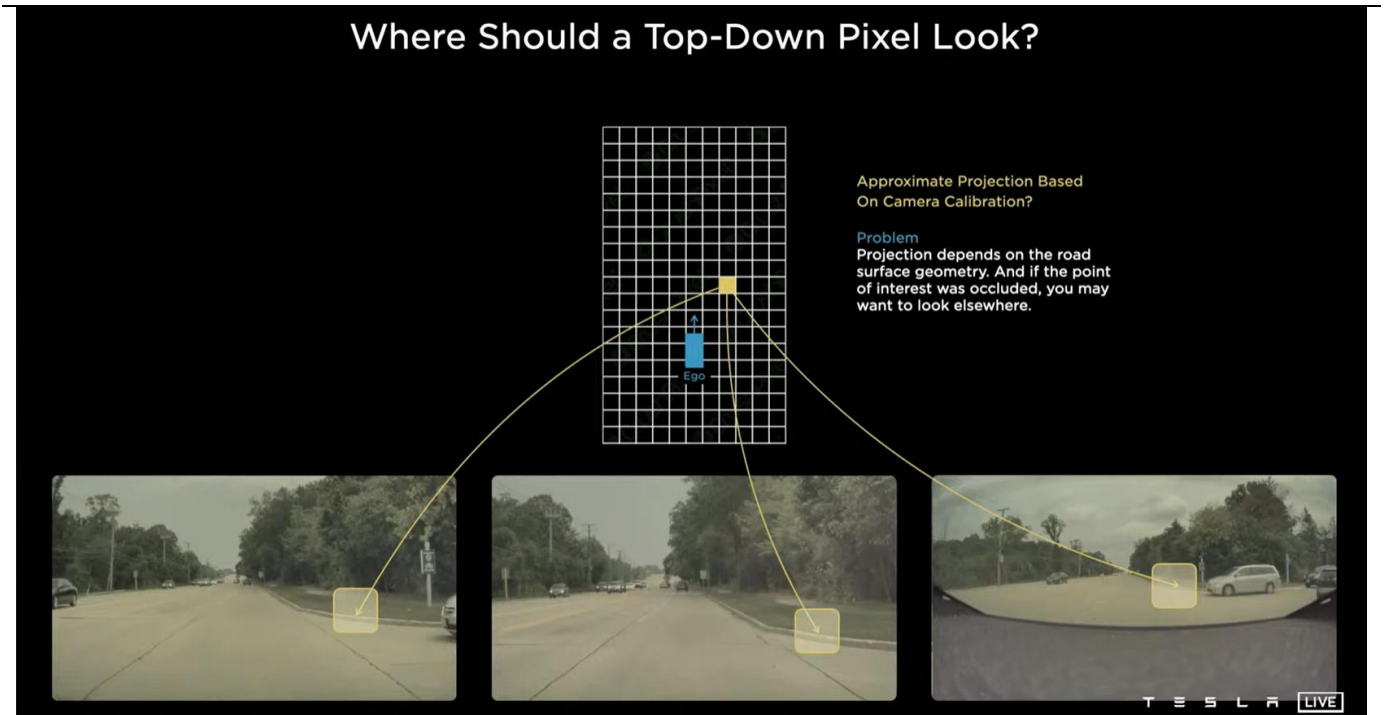 Where Should a Top-Down Pixel Look?
Approximate Projection Based
On Camera Calibration?
Problem
Projection depends on the road
surface geometry. And if the point
of interest was occluded, you may
want to look elsewhere.
Ego
TESLA LIVE